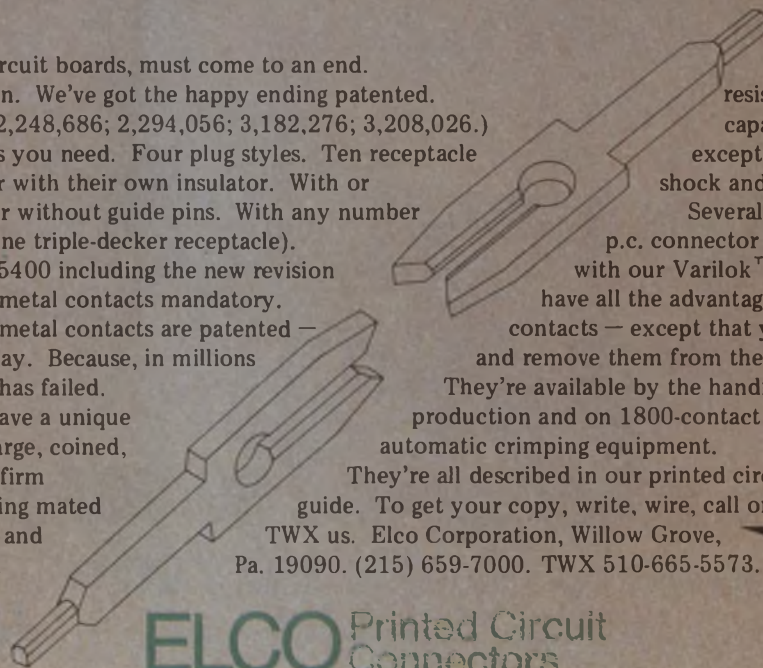 rcuit boards, must come to an end.
n. We've got the happy ending patented.
2,248,686; 2,294,056; 3,182,276; 3,208,026.)
s you need. Four plug styles. Ten receptacle
r with their own insulator. With or
r without guide pins. With any number
ne triple-decker receptacle).
5400 including the new revision
metal contacts mandatory.
metal contacts are patented —
ay. Because, in millions
has failed.
ave a unique
arge, coined,
firm
ing mated
and
resis
capa
except
shock and
Several
p.c. connector
with our Varilok™
have all the advantag
contacts — except that y
and remove them from the
They're available by the hand
production and on 1800-contact
automatic crimping equipment.
They're all described in our printed circ
guide. To get your copy, write, wire, call o
TWX us. Elco Corporation, Willow Grove,
Pa. 19090. (215) 659-7000. TWX 510-665-5573.
ELCO Printed Circuit
Connectors